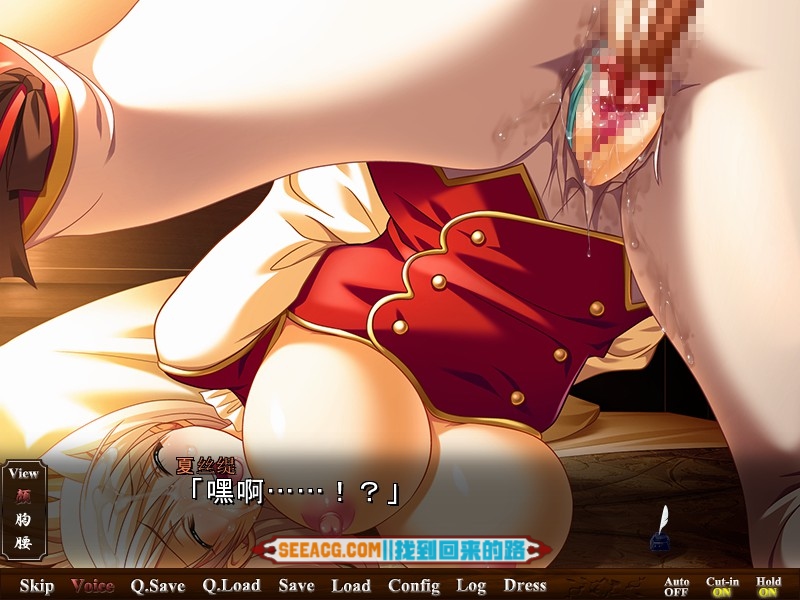 夏丝缇
「嘿啊……！？」
View
顔
胸
腰
SEEACG.COM||找到回来的路
Skip Voice Q.Save Q.Load Save Load Config Log Dress Auto OFF Cut-in ON Hold ON